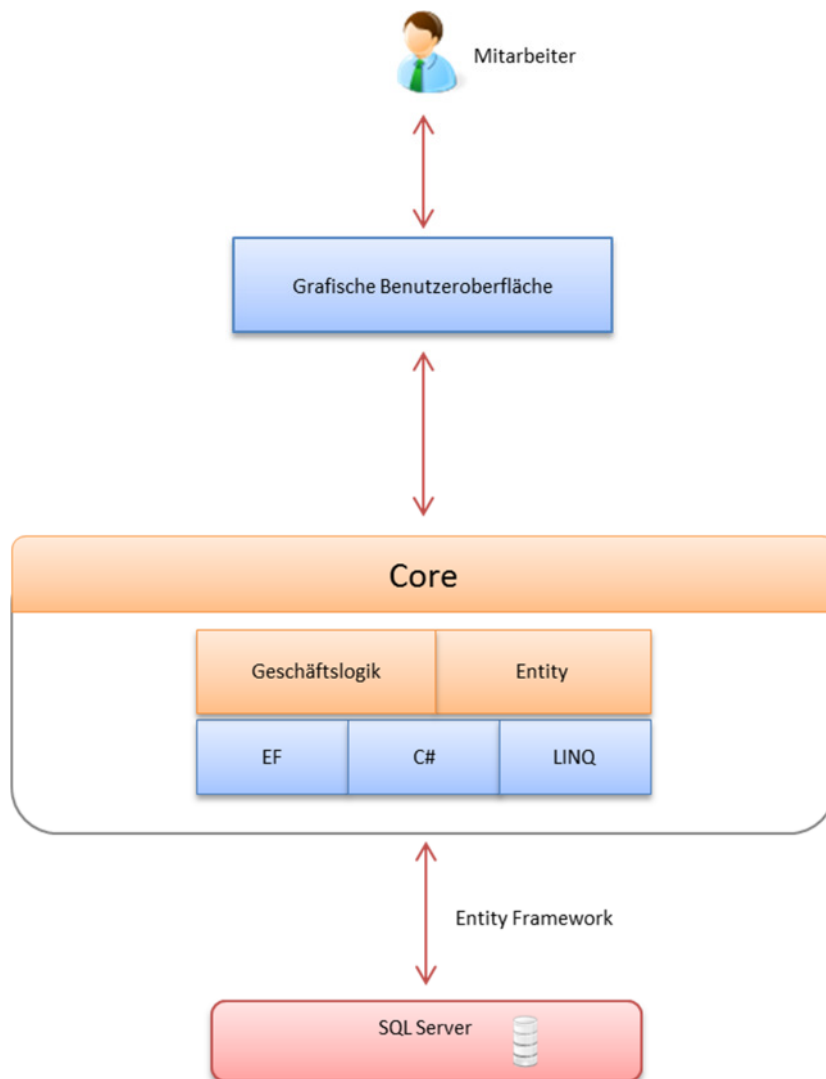 Mitarbeiter
Grafische Benutzeroberfläche
Core
Geschäftslogik
Entity
EF
C#
LINQ
Entity Framework
SQL Server